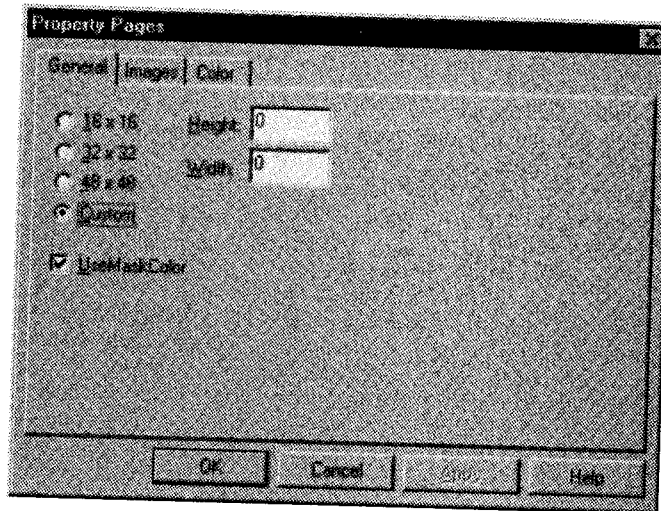 Property Pages
General Images Color
16 x 16
Height: 0
32 x 32
Width: 0
48 x 48
Custom
UseMaskColor
OK Cancel Apply Help